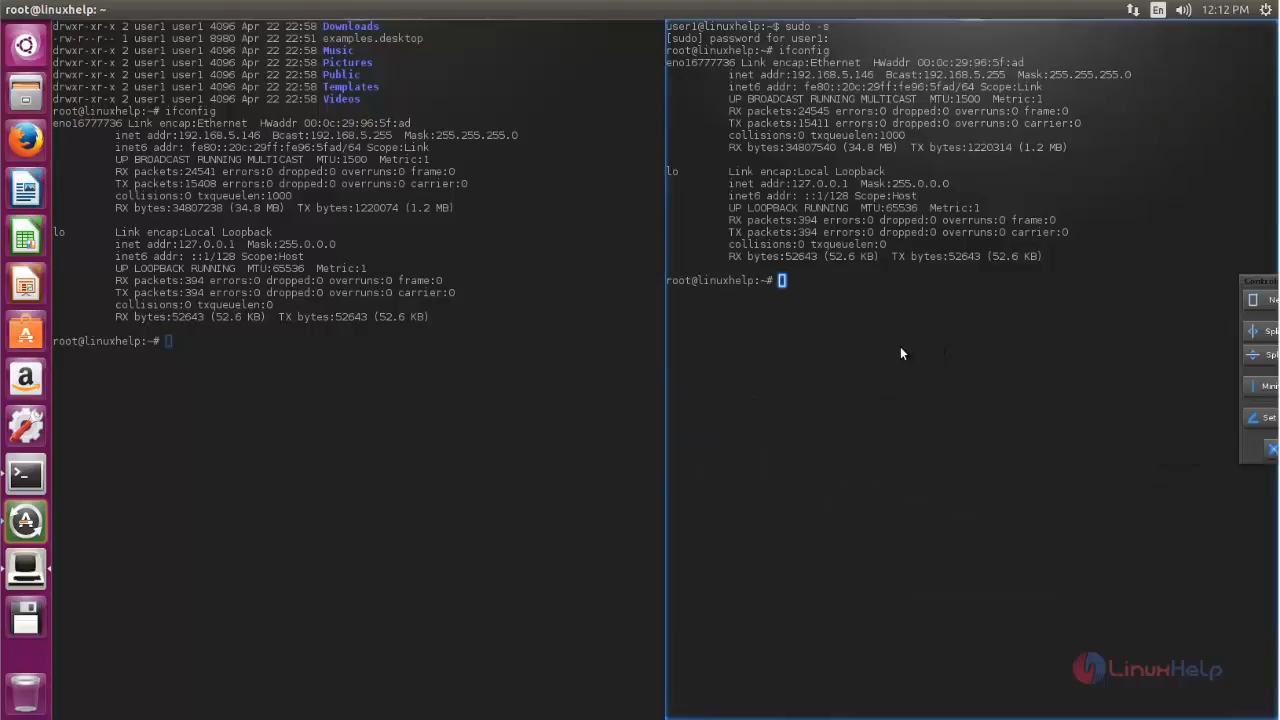 root@linuxhelp: ~
En
12:12 PM
drwxr-xr-x 2 user1 4096 Apr 22 22:58 Downloads
-rw-r--r-- 1 user1 8980 Apr 22 22:51 examples.desktop
drwxr-xr-x 2 user1 4096 Apr 22 22:58 Music
drwxr-xr-x 2 user1 4096 Apr 22 22:58 Pictures
drwxr-xr-x 2 user1 4096 Apr 22 22:58 Public
drwxr-xr-x 2 user1 4096 Apr 22 22:58 Templates
drwxr-xr-x 2 user1 4096 Apr 22 22:58 Videos
root@linuxhelp:~# ifconfig
eno16777736 Link encap:Ethernet  HWaddr 00:0c:29:96:5f:ad
inet addr:192.168.5.146  Bcast:192.168.5.255  Mask:255.255.255.0
inet6 addr: fe80::20c:29ff:fe96:5fad/64 Scope:Link
UP BROADCAST RUNNING MULTICAST  MTU:1500  Metric:1
RX packets:24541 errors:0 dropped:0 overruns:0 frame:0
TX packets:15408 errors:0 dropped:0 overruns:0 carrier:0
collisions:0 txqueuelen:1000
RX bytes:34807238 (34.8 MB)  TX bytes:1220074 (1.2 MB)
lo        Link encap:Local Loopback
inet addr:127.0.0.1  Mask:255.0.0.0
inet6 addr: ::1/128 Scope:Host
UP LOOPBACK RUNNING  MTU:65536  Metric:1
RX packets:394 errors:0 dropped:0 overruns:0 frame:0
TX packets:394 errors:0 dropped:0 overruns:0 carrier:0
collisions:0 txqueuelen:0
RX bytes:52643 (52.6 KB)  TX bytes:52643 (52.6 KB)
root@linuxhelp:~#
user1@linuxhelp:~$ sudo -s
[sudo] password for user1:
root@linuxhelp:~# ifconfig
eno16777736 Link encap:Ethernet  HWaddr 00:0c:29:96:5f:ad
inet addr:192.168.5.146  Bcast:192.168.5.255  Mask:255.255.255.0
inet6 addr: fe80::20c:29ff:fe96:5fad/64 Scope:Link
UP BROADCAST RUNNING MULTICAST  MTU:1500  Metric:1
RX packets:24545 errors:0 dropped:0 overruns:0 frame:0
TX packets:15411 errors:0 dropped:0 overruns:0 carrier:0
collisions:0 txqueuelen:1000
RX bytes:34807540 (34.8 MB)  TX bytes:1220314 (1.2 MB)
lo        Link encap:Local Loopback
inet addr:127.0.0.1  Mask:255.0.0.0
inet6 addr: ::1/128 Scope:Host
UP LOOPBACK RUNNING  MTU:65536  Metric:1
RX packets:394 errors:0 dropped:0 overruns:0 frame:0
TX packets:394 errors:0 dropped:0 overruns:0 carrier:0
collisions:0 txqueuelen:0
RX bytes:52643 (52.6 KB)  TX bytes:52643 (52.6 KB)
root@linuxhelp:~#
Set
LinuxHelp